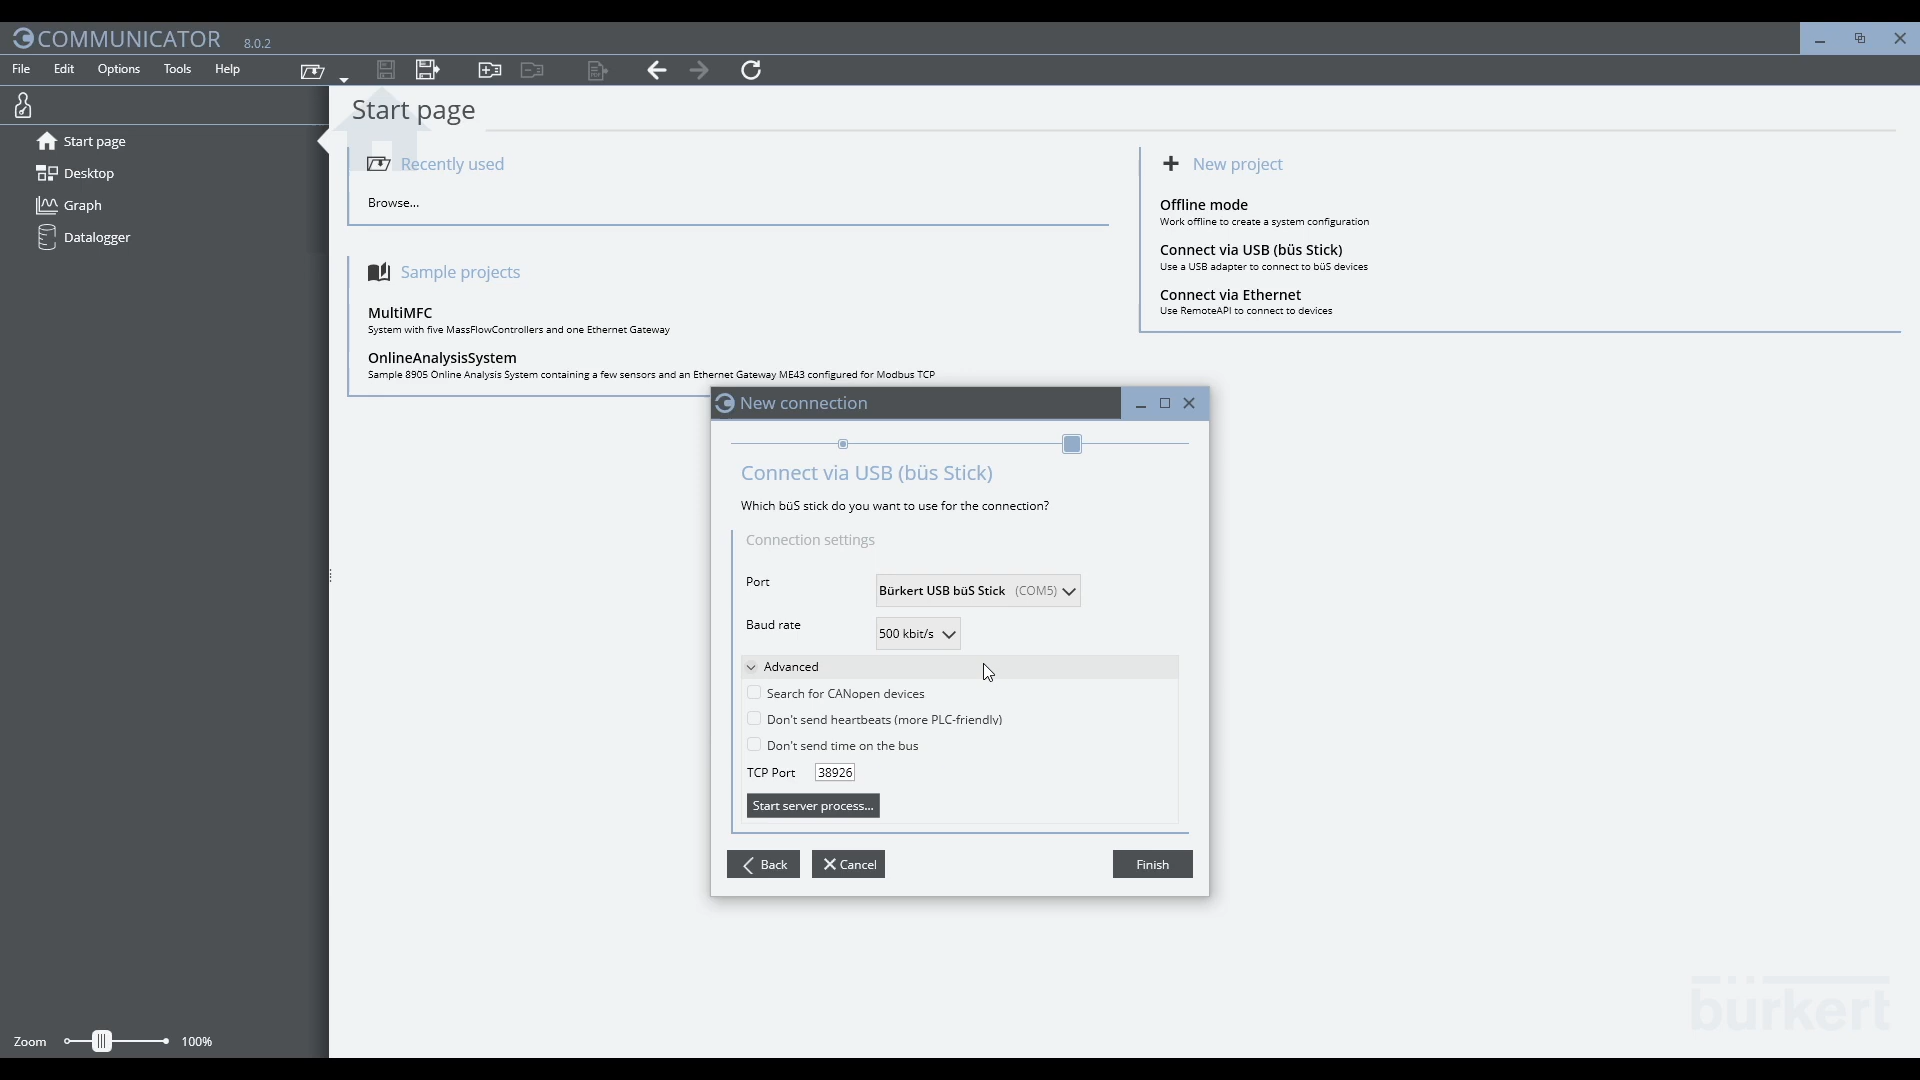 COMMUNICATOR 8.0.2
File Edit Options Tools Help
Start page
Desktop
Graph
Datalogger
Zoom 100%
Start page
Recently used
Browse...
Sample projects
MultiMFC
System with five MassFlowControllers and one Ethernet Gateway
OnlineAnalysisSystem
Sample 8905 Online Analysis System containing a few sensors and an Ethernet Gateway ME43 configured for Modbus TCP
New project
Offline mode
Work offline to create a system configuration
Connect via USB (büs Stick)
Use a USB adapter to connect to büS devices
Connect via Ethernet
Use RemoteAPI to connect to devices
New connection
Connect via USB (büs Stick)
Which büS stick do you want to use for the connection?
Connection settings
Port Bürkert USB büS Stick (COM5)
Baud rate 500 kbit/s
Advanced
Search for CANopen devices
Don't send heartbeats (more PLC-friendly)
Don't send time on the bus
TCP Port 38926
Start server process...
Back Cancel Finish
bürkert